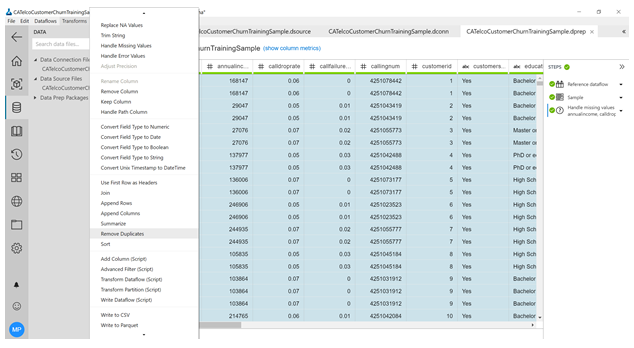 CATelcoCustomerChurnTrainingSample
File Edit Dataflows Transforms
DATA
Search data files...
Data Connection Fil
CATelcoCustomerCh
Data Source Files
CATelcoCustomerCh
Data Prep Packages
Replace NA Values
Trim String
Handle Missing Values
Handle Error Values
Adjust Precision
Rename Column
Remove Column
Keep Column
Handle Path Column
Convert Field Type to Numeric
Convert Field Type to Date
Convert Field Type to Boolean
Convert Field Type to String
Convert Unix Timestamp to DateTime
Use First Row as Headers
Join
Append Rows
Append Columns
Summarize
Remove Duplicates
Sort
Add Column (Script)
Advanced Filter (Script)
Transform Dataflow (Script)
Transform Partition (Script)
Write Dataflow (Script)
Write to CSV
Write to Parquet
lcoCustomerChurnTrainingSample.dsource CATelcoCustomerChurnTrainingSample.dconn CATelcoCustomerChurnTrainingSample.dprep ×
hurnTrainingSample (show column metrics)
# annualinc... # calldroprate # callfailure... # callingnum # customerid abc customers... abc educati
168147 0.06 0 4251078442 1 Yes Bachelor
168147 0.06 0 4251078442 1 Yes Bachelor
29047 0.05 0.01 4251043419 2 Yes Bachelor
29047 0.05 0.01 4251043419 2 Yes Bachelor
27076 0.07 0.02 4251055773 3 Yes Master o
27076 0.07 0.02 4251055773 3 Yes Master o
137977 0.05 0.03 4251042488 4 Yes PhD or e
137977 0.05 0.03 4251042488 4 Yes PhD or e
136006 0.07 0 4251073177 5 Yes High Sch
136006 0.07 0 4251073177 5 Yes High Sch
246906 0.05 0.01 4251023523 6 Yes High Sch
246906 0.05 0.01 4251023523 6 Yes High Sch
244935 0.07 0.02 4251055777 7 Yes High Sch
244935 0.07 0.02 4251055777 7 Yes High Sch
105835 0.05 0.03 4251045184 8 Yes High Sch
105835 0.05 0.03 4251045184 8 Yes High Sch
103864 0.07 0 4251031912 9 Yes Bachelor
103864 0.07 0 4251031912 9 Yes Bachelor
103864 0.07 0 4251031912 9 Yes Bachelor
214765 0.06 0.01 4251042084 10 Yes Bachelor
STEPS
Reference dataflow
Sample
Handle missing values
annualincome, calldrop
MP